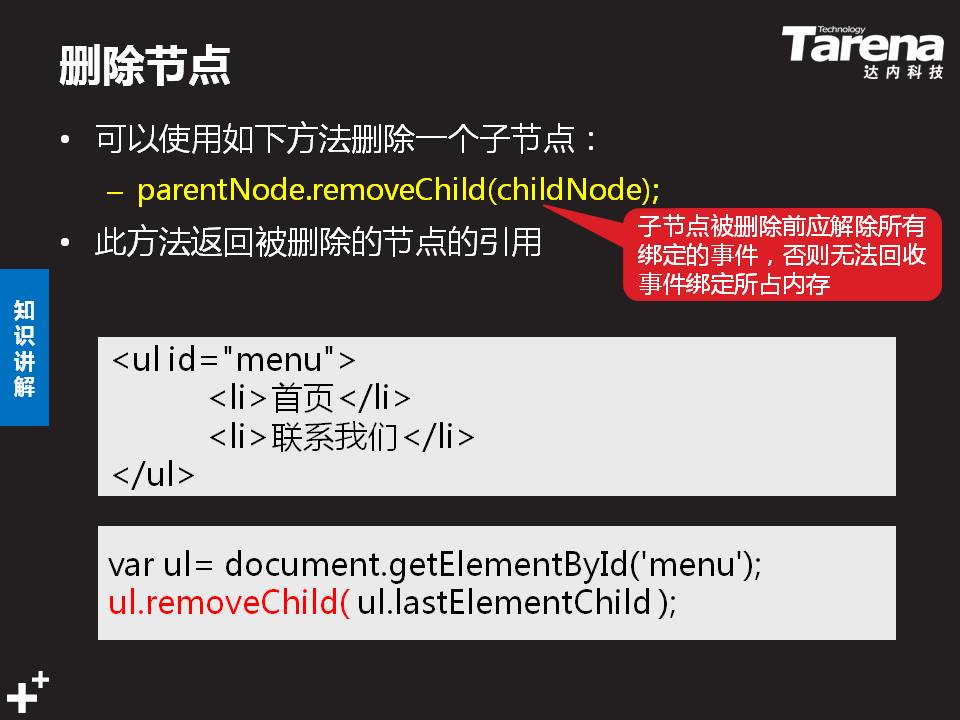 删除节点
Technology
Tarena
达内科技
• 可以使用如下方法删除一个子节点：
– parentNode.removeChild(childNode);
子节点被删除前应解除所有
绑定的事件，否则无法回收
事件绑定所占内存
• 此方法返回被删除的节点的引用
知识讲解
<ul id="menu">
<li>首页</li>
<li>联系我们</li>
</ul>
var ul= document.getElementById('menu');
ul.removeChild( ul.lastElementChild );